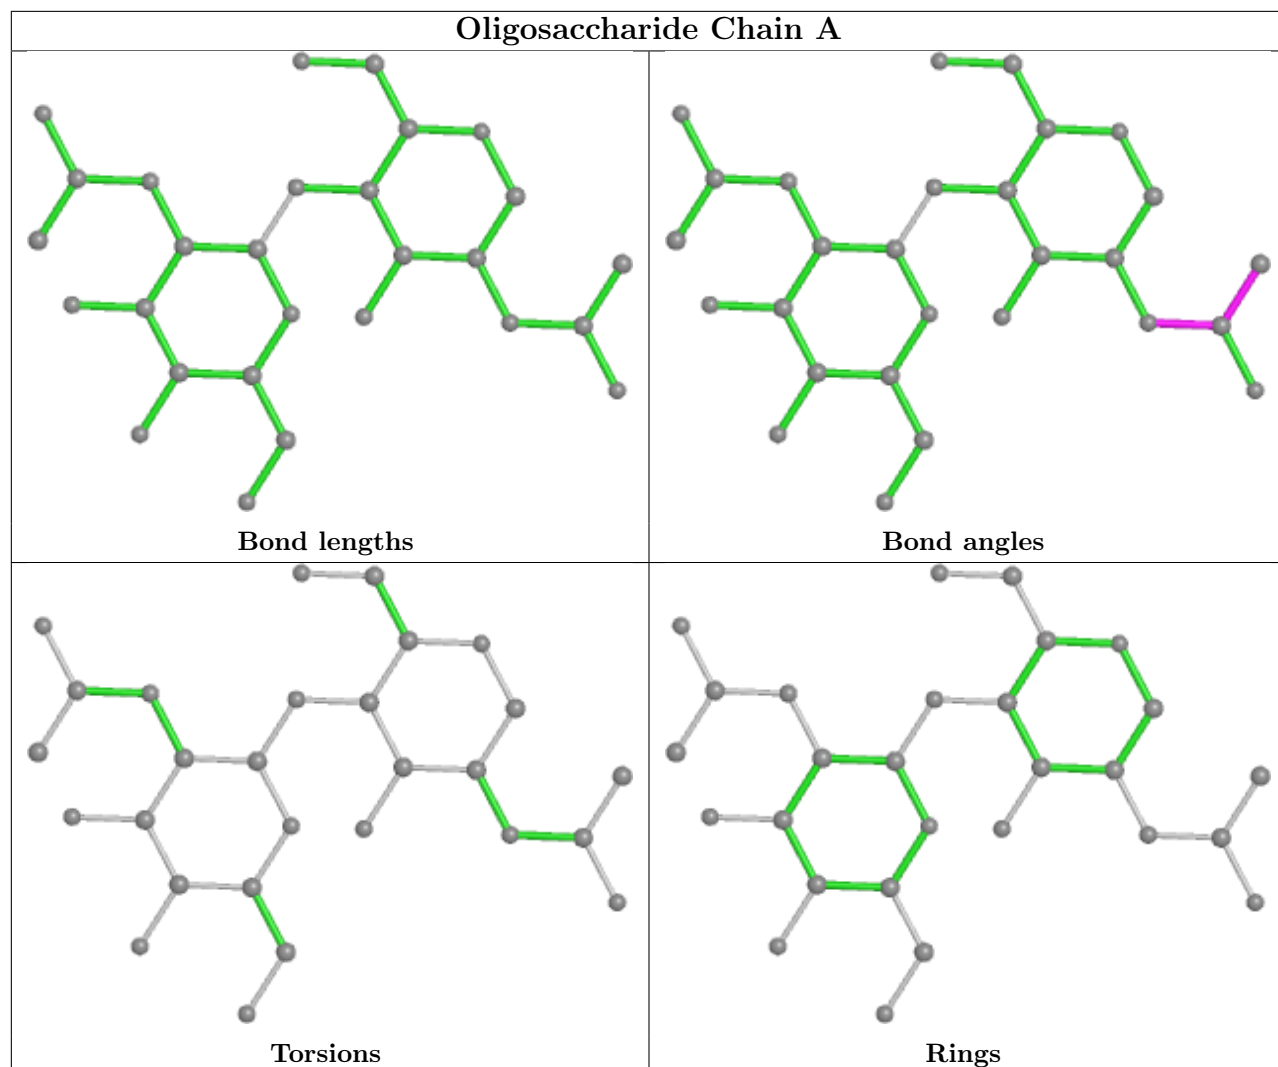 Oligosaccharide Chain A
Bond lengths
Bond angles
Torsions
Rings